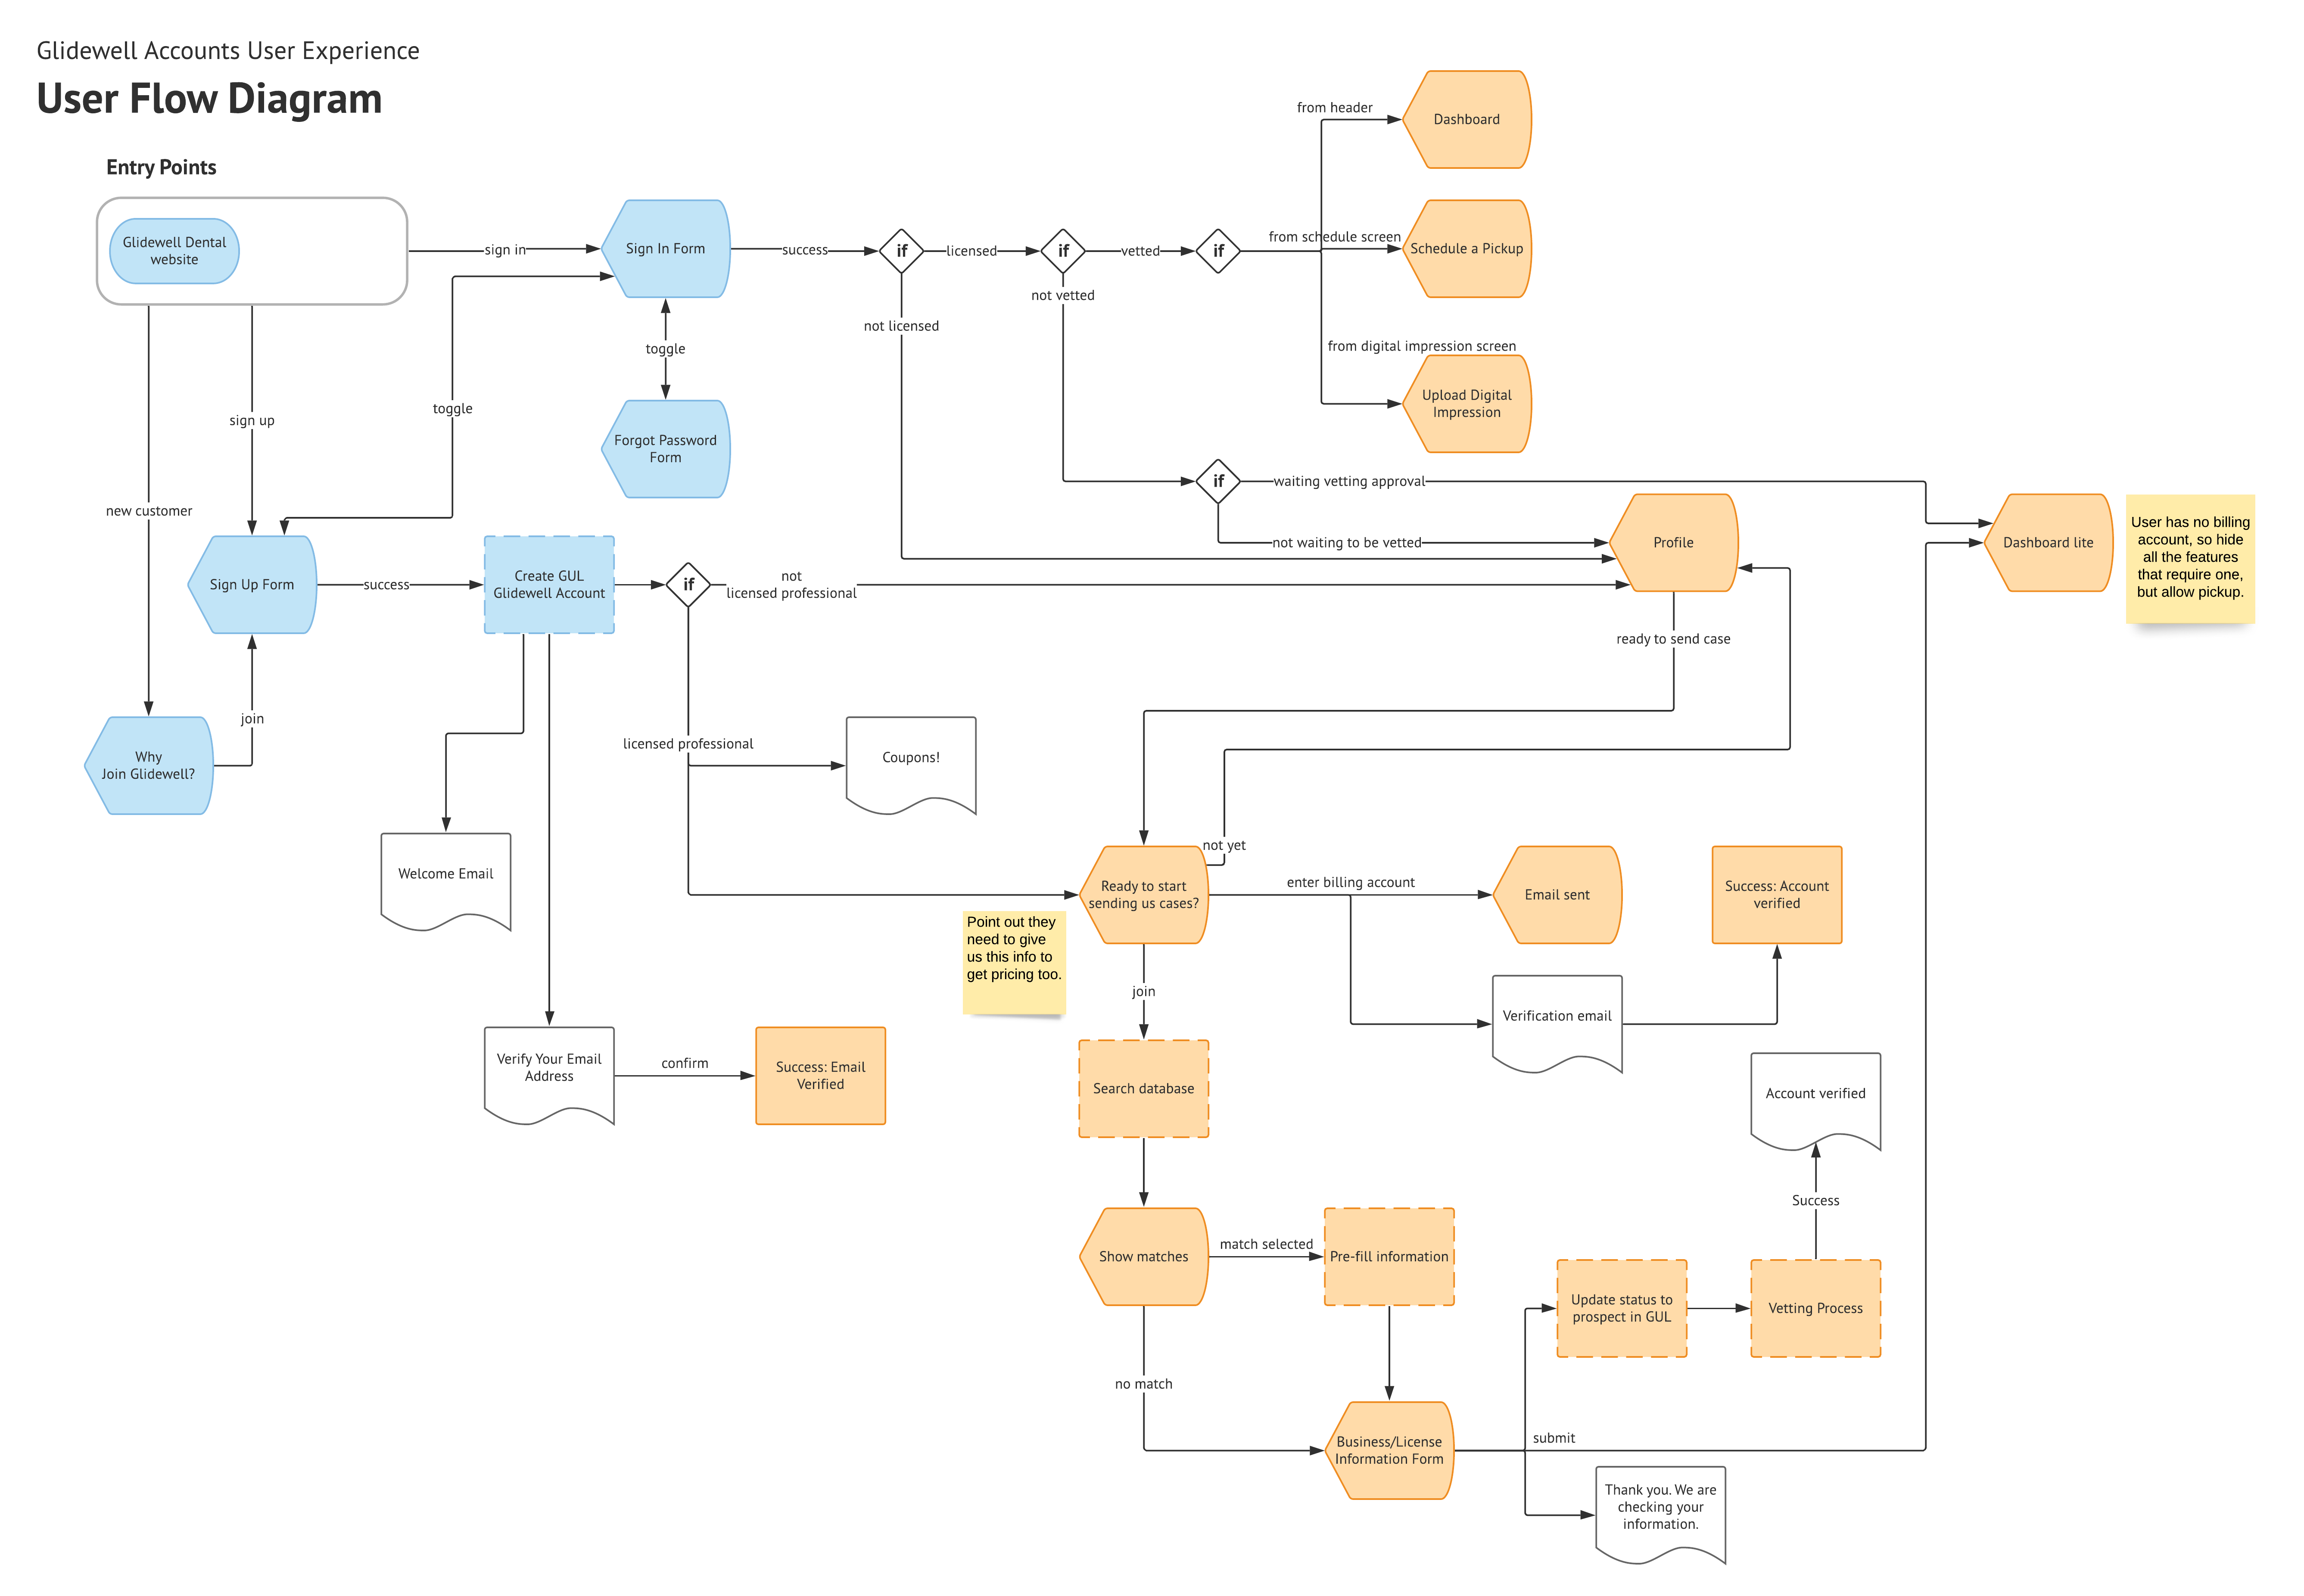 Glidewell Accounts User Experience
User Flow Diagram
Entry Points
Glidewell Dental
website
sign in
Sign In Form
success
if
licensed
if
vetted
if
from header
Dashboard
from schedule screen
Schedule a Pickup
from digital impression screen
Upload Digital
Impression
not vetted
not licensed
toggle
Forgot Password
Form
toggle
sign up
new customer
if
waiting vetting approval
not waiting to be vetted
Profile
Dashboard lite
User has no billing
account, so hide
all the features
that require one,
but allow pickup.
Sign Up Form
success
Create GUL
Glidewell Account
if
not
licensed professional
ready to send case
join
Why
Join Glidewell?
licensed professional
Coupons!
Welcome Email
not yet
Ready to start
sending us cases?
enter billing account
Email sent
Success: Account
verified
Point out they
need to give
us this info to
get pricing too.
join
Verification email
Verify Your Email
Address
confirm
Success: Email
Verified
Search database
Account verified
Success
Show matches
match selected
Pre-fill information
Update status to
prospect in GUL
Vetting Process
no match
Business/License
Information Form
submit
Thank you. We are
checking your
information.